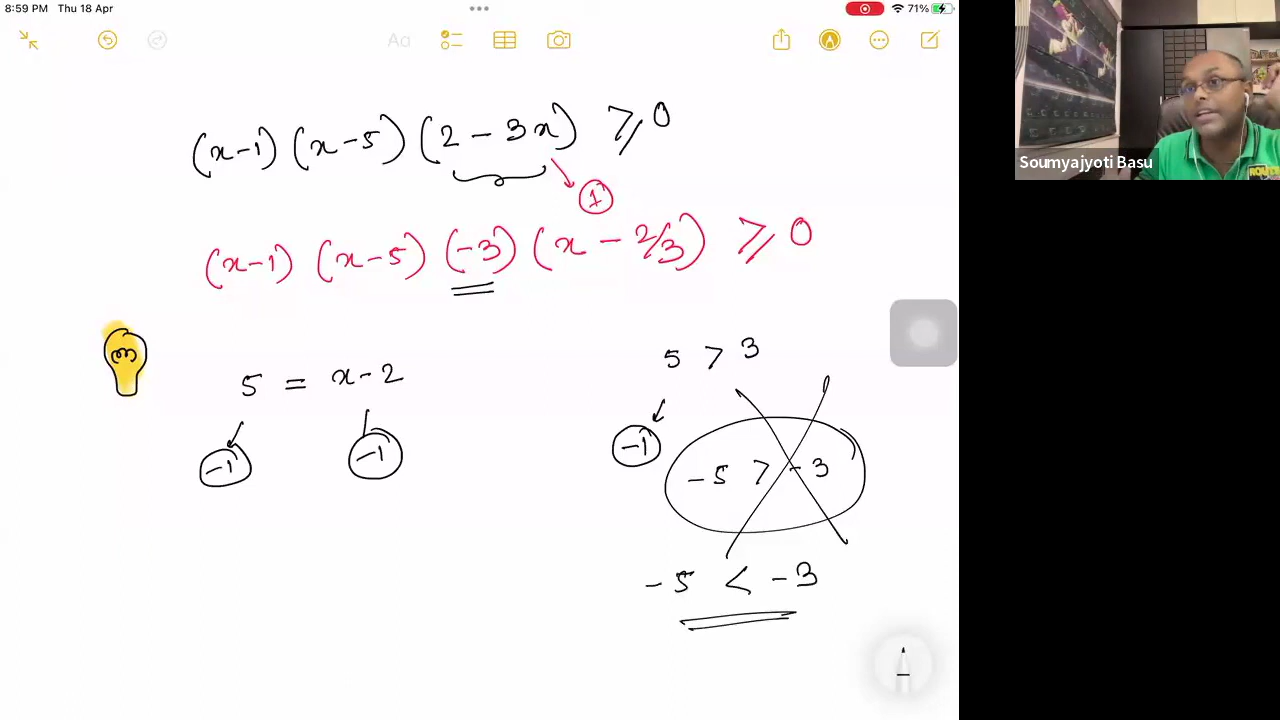 8:59 PM Thu 18 Apr
71%
Aa
(x-1) (x-5) (2 - 3x) ≥ 0
1
(x-1) (x-5) (-3) (x - 2/3) ≥ 0
5 = x-2
-1 -1
5 > 3
-1
-5 > -3
-5 < -3
Soumyajyoti Basu